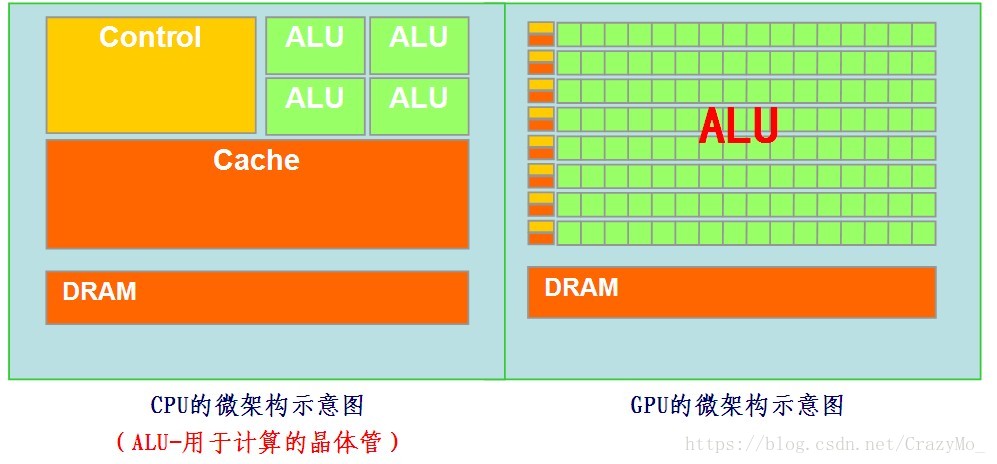 Control
ALU ALU
ALU ALU
Cache
DRAM
ALU
DRAM
CPU的微架构示意图
(ALU-用于计算的晶体管)
GPU的微架构示意图
https://blog.csdn.net/CrazyMo_